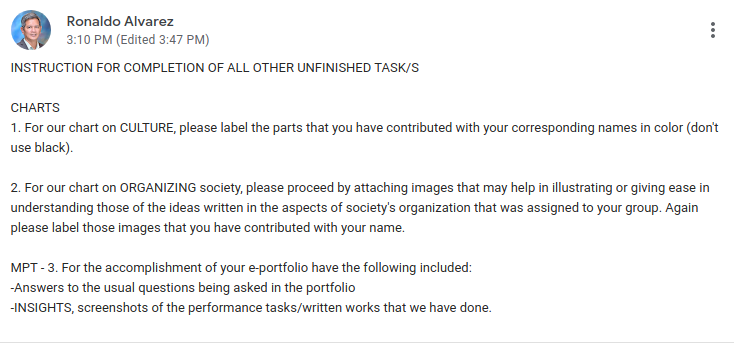 Ronaldo Alvarez
3:10 PM (Edited 3:47 PM)
INSTRUCTION FOR COMPLETION OF ALL OTHER UNFINISHED TASK/S
CHARTS
1. For our chart on CULTURE, please label the parts that you have contributed with your corresponding names in color (don't
use black).
2. For our chart on ORGANIZING society, please proceed by attaching images that may help in illustrating or giving ease in
understanding those of the ideas written in the aspects of society's organization that was assigned to your group. Again
please label those images that you have contributed with your name.
MPT - 3. For the accomplishment of your e-portfolio have the following included:
-Answers to the usual questions being asked in the portfolio
-INSIGHTS, screenshots of the performance tasks/written works that we have done.